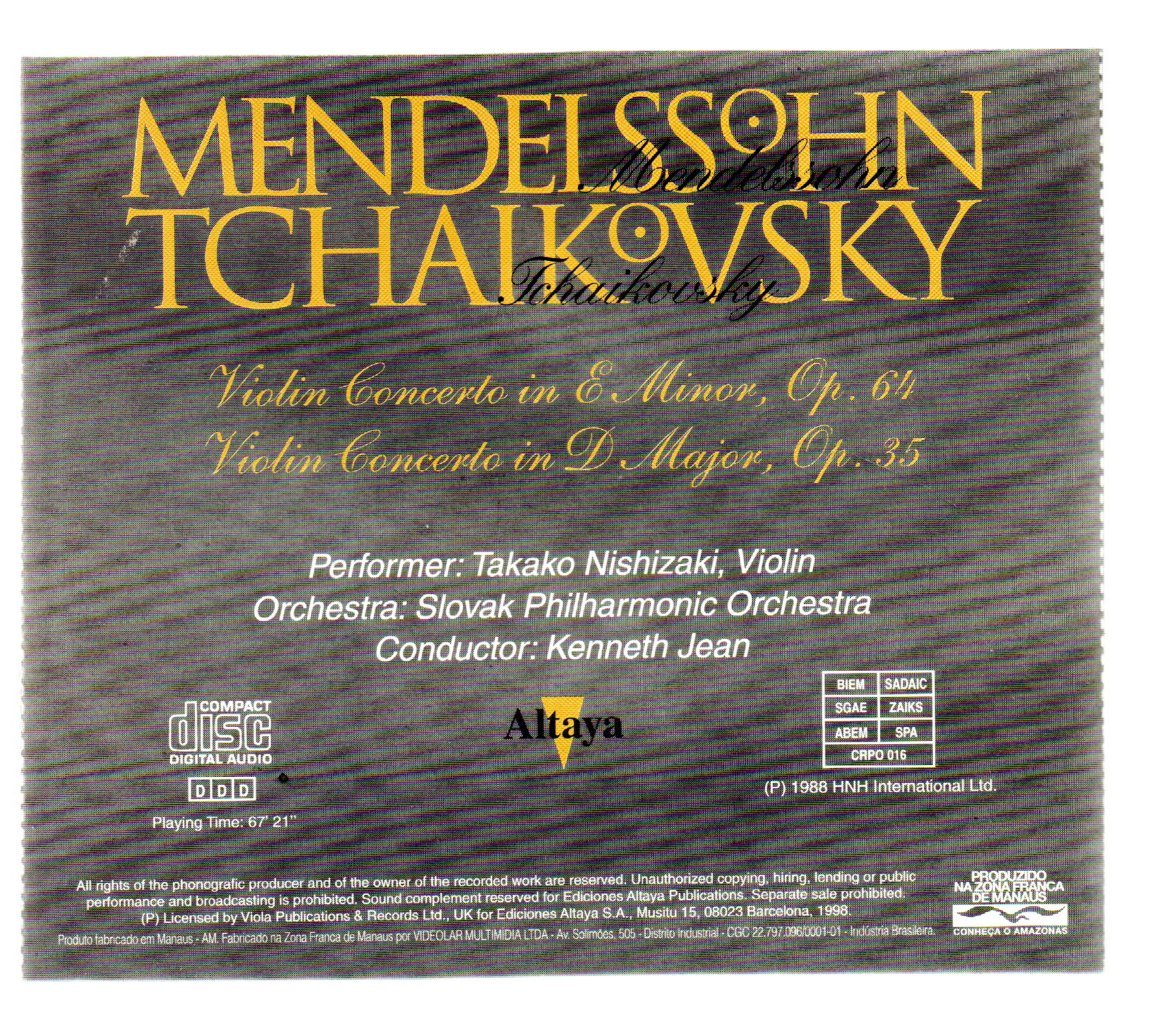 MENDELSSOHN
Mendelssohn
TCHAIKOVSKY
Tchaikovsky
Violin Concerto in E Minor, Op. 64
Violin Concerto in D Major, Op. 35
Performer: Takako Nishizaki, Violin
Orchestra: Slovak Philharmonic Orchestra
Conductor: Kenneth Jean
COMPACT
disc
DIGITAL AUDIO
D D D
Playing Time: 67' 21"
Altaya
BIEM SADAIC
SGAE ZAIKS
ABEM SPA
CRPO 016
(P) 1988 HNH International Ltd.
All rights of the phonografic producer and of the owner of the recorded work are reserved. Unauthorized copying, hiring, lending or public
performance and broadcasting is prohibited. Sound complement reserved for Ediciones Altaya Publications. Separate sale prohibited.
(P) Licensed by Viola Publications & Records Ltd., UK for Ediciones Altaya S.A., Musitu 15, 08023 Barcelona, 1998.
Produto fabricado em Manaus - AM. Fabricado na Zona Franca de Manaus por VIDEOLAR MULTIMIDIA LTDA - Av. Solimões, 505 - Distrito Industrial - CGC 22.797.096/0001-01 - Indústria Brasileira.
PRODUZIDO
NA ZONA FRANCA
DE MANAUS
CONHEÇA O AMAZONAS